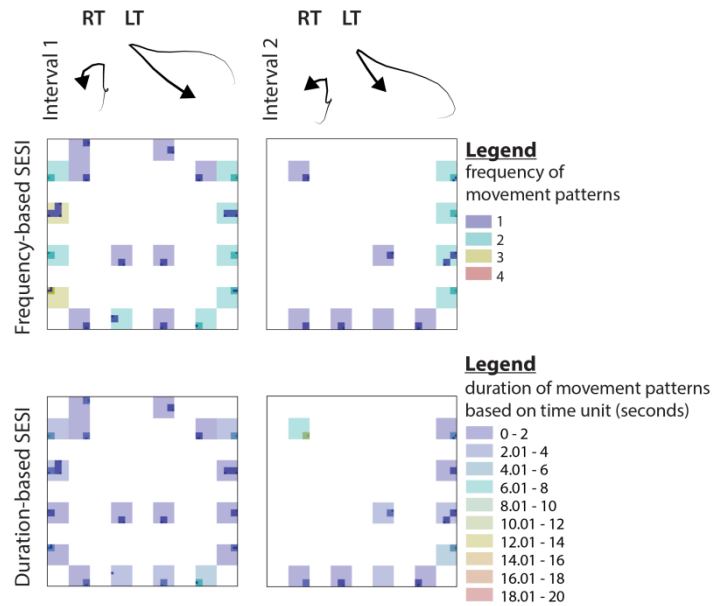 RT LT
RT LT
Interval 1
Interval 2
Frequency-based SESI
Legend
frequency of
movement patterns
1
2
3
4
Duration-based SESI
Legend
duration of movement patterns
based on time unit (seconds)
0 - 2
2.01 - 4
4.01 - 6
6.01 - 8
8.01 - 10
10.01 - 12
12.01 - 14
14.01 - 16
16.01 - 18
18.01 - 20